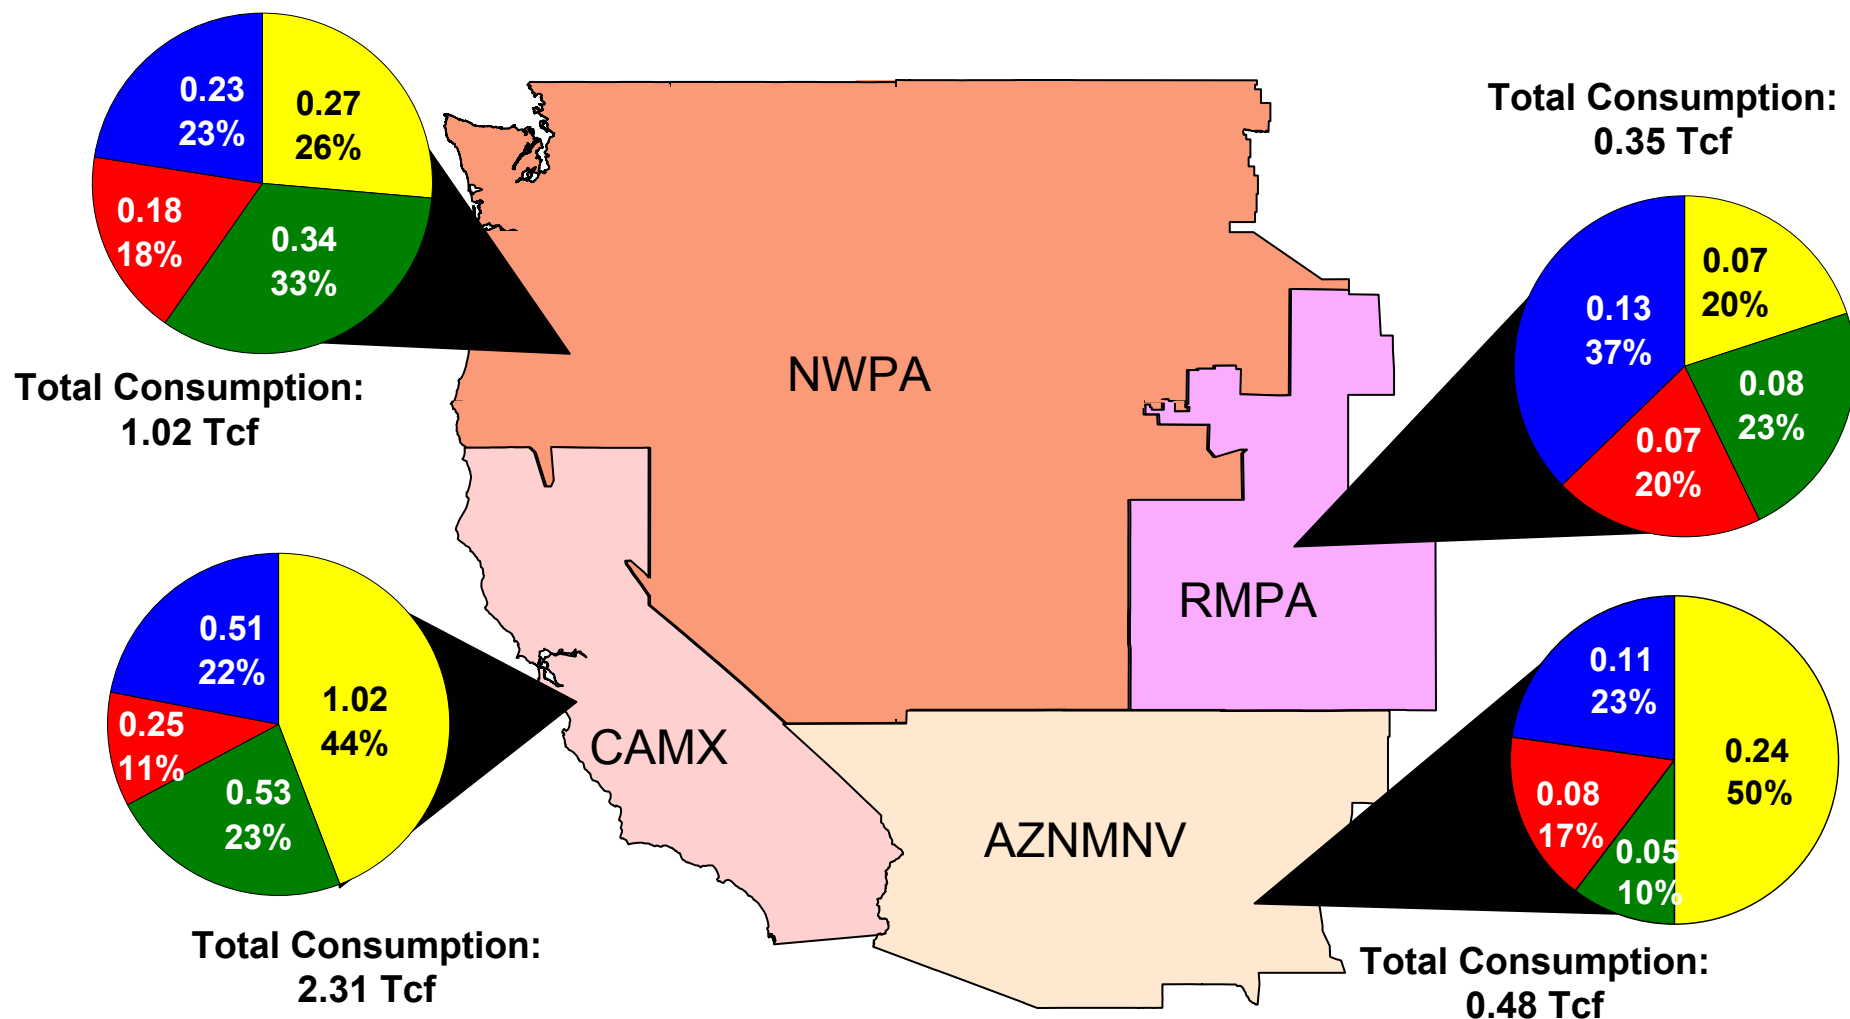 0.23
23%
0.27
26%
0.18
18%
0.34
33%
Total Consumption:
1.02 Tcf
Total Consumption:
0.35 Tcf
0.07
20%
0.13
37%
0.08
23%
0.07
20%
NWPA
RMPA
CAMX
AZNMNV
0.51
22%
1.02
44%
0.25
11%
0.53
23%
Total Consumption:
2.31 Tcf
0.11
23%
0.24
50%
0.08
17%
0.05
10%
Total Consumption:
0.48 Tcf